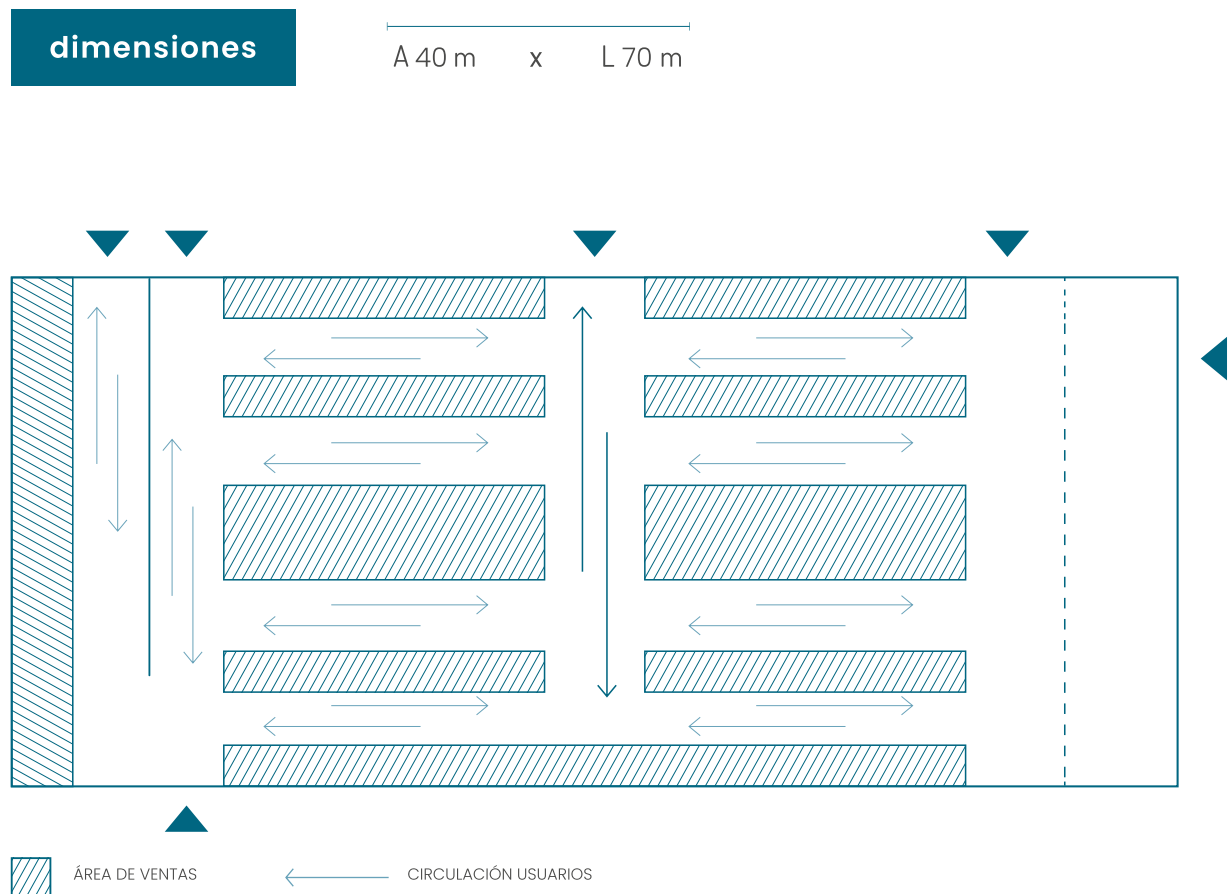 dimensiones
A 40 m x L 70 m
ÁREA DE VENTAS
CIRCULACIÓN USUARIOS